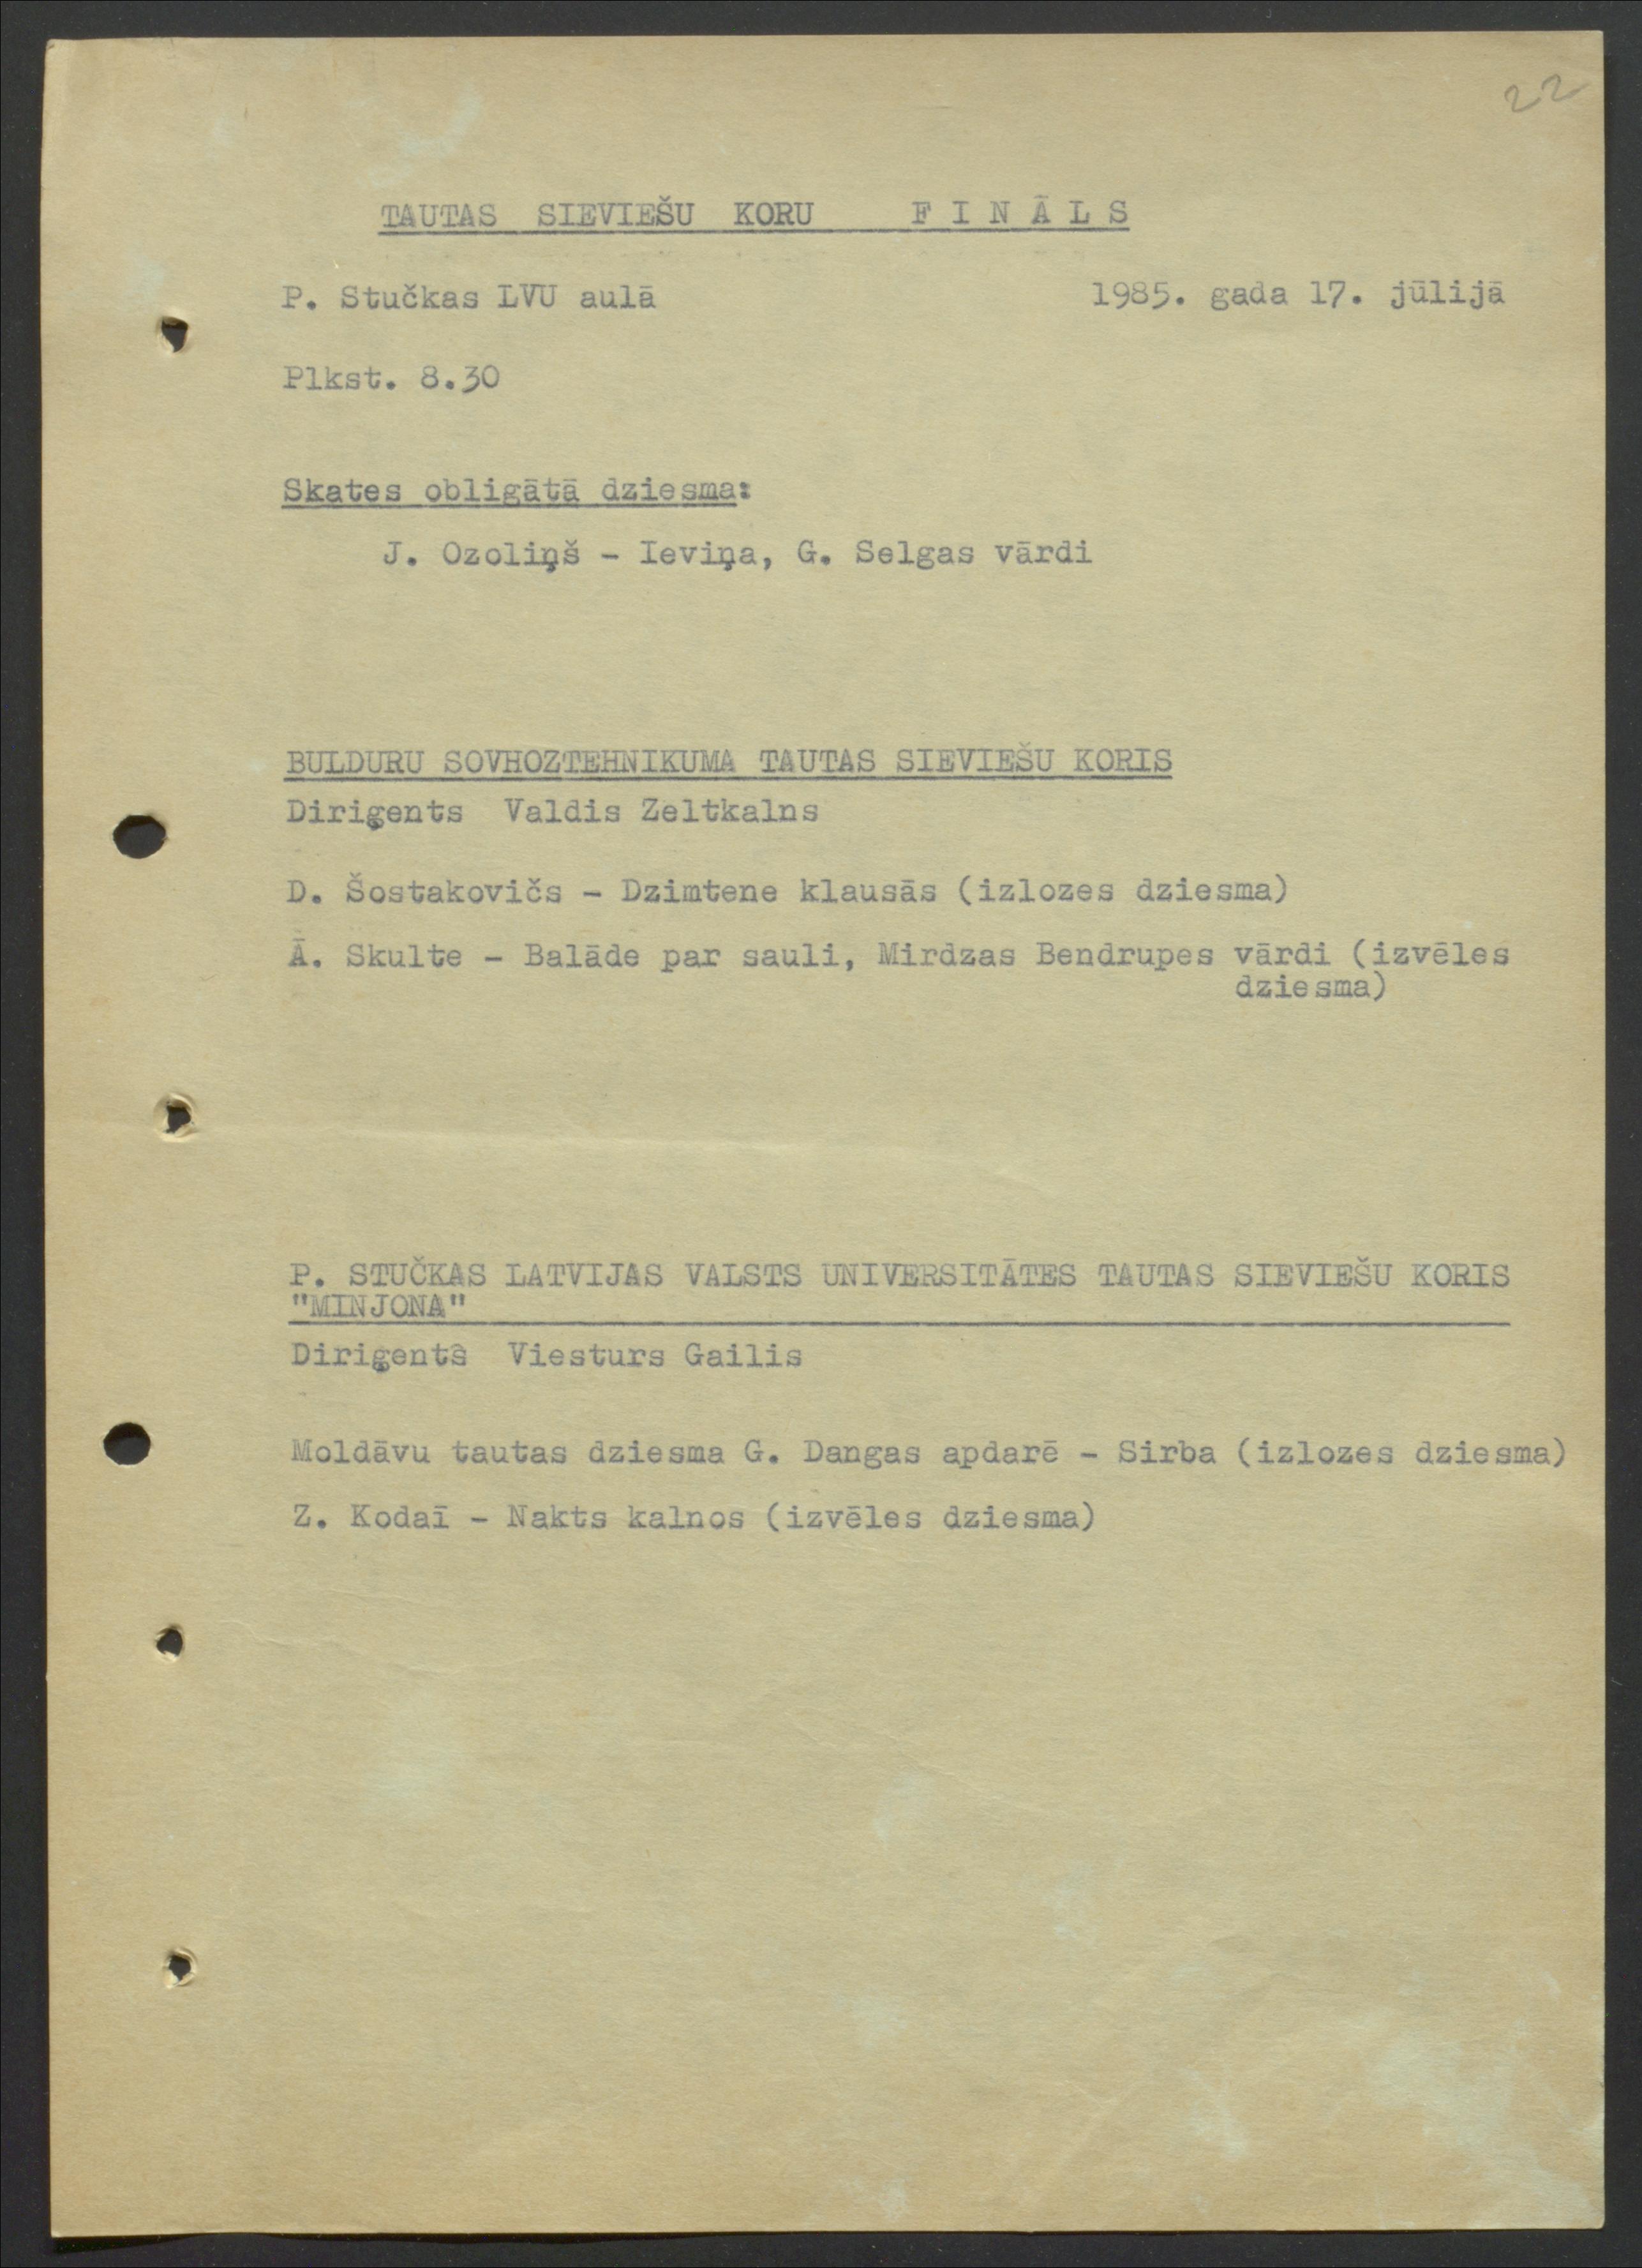 22
TAUTAS SIEVIEŠU KORU F I N Ā L S
P. Stučkas LVU aulā 1985. gada 17. jūlijā
Plkst. 8.30
Skates obligātā dziesma:
J. Ozoliņš - Ieviņa, G. Selgas vārdi
BULDURU SOVHOZTEHNIKUMA TAUTAS SIEVIEŠU KORIS
Diriģents Valdis Zeltkalns
D. Šostakovičs - Dzimtene klausās (izlozes dziesma)
Ā. Skulte - Balāde par sauli, Mirdzas Bendrupes vārdi (izvēles
dziesma)
P. STUČKAS LATVIJAS VALSTS UNIVERSITĀTES TAUTAS SIEVIEŠU KORIS
"MINJONA"
Diriģents Viesturs Gailis
Moldāvu tautas dziesma G. Dangas apdarē - Sirba (izlozes dziesma)
Z. Kodaī - Nakts kalnos (izvēles dziesma)